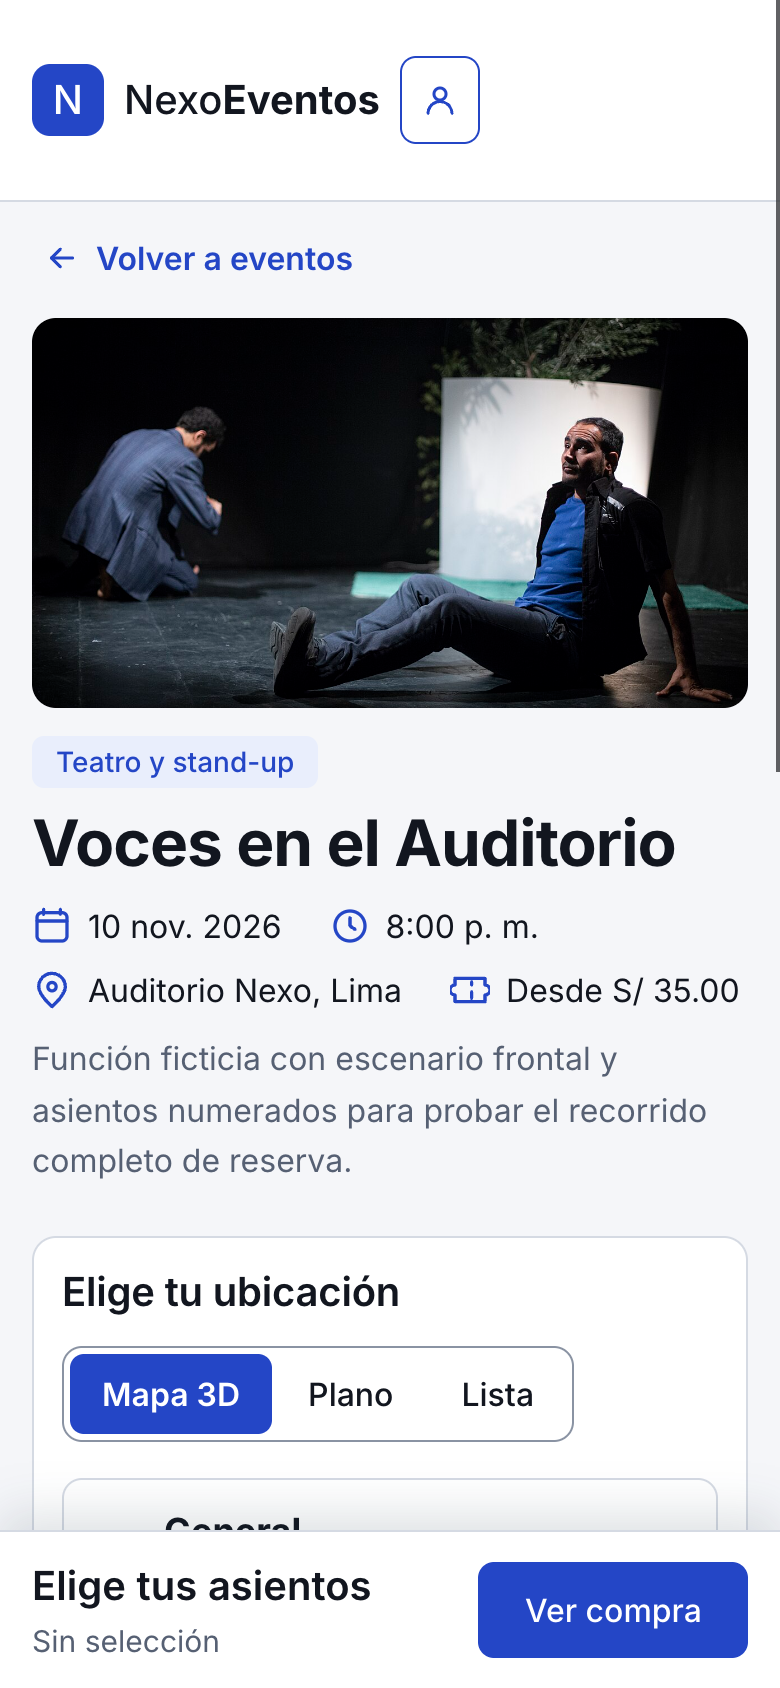 N NexoEventos
Volver a eventos
Teatro y stand-up
Voces en el Auditorio
10 nov. 2026 8:00 p. m.
Auditorio Nexo, Lima Desde S/ 35.00
Función ficticia con escenario frontal y
asientos numerados para probar el recorrido
completo de reserva.
Elige tu ubicación
Mapa 3D Plano Lista
General
Elige tus asientos
Sin selección
Ver compra